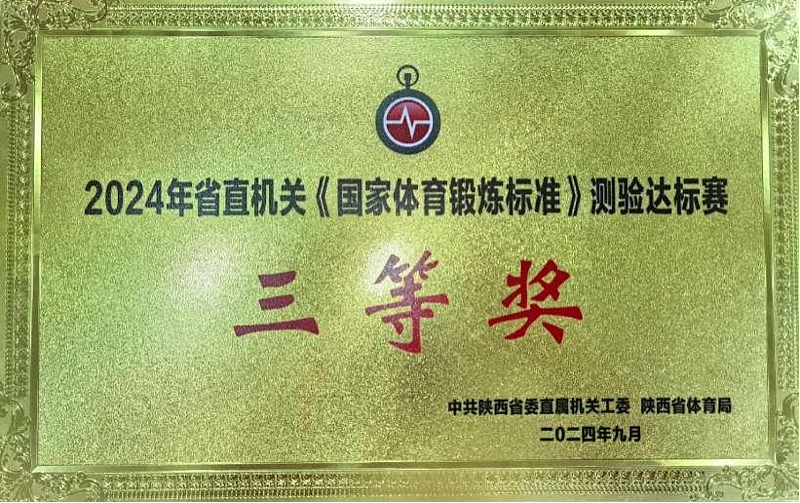 2024年省直机关《国家体育锻炼标准》测验达标赛
三等奖
中共陕西省委直属机关工委 陕西省体育局
二〇二四年九月